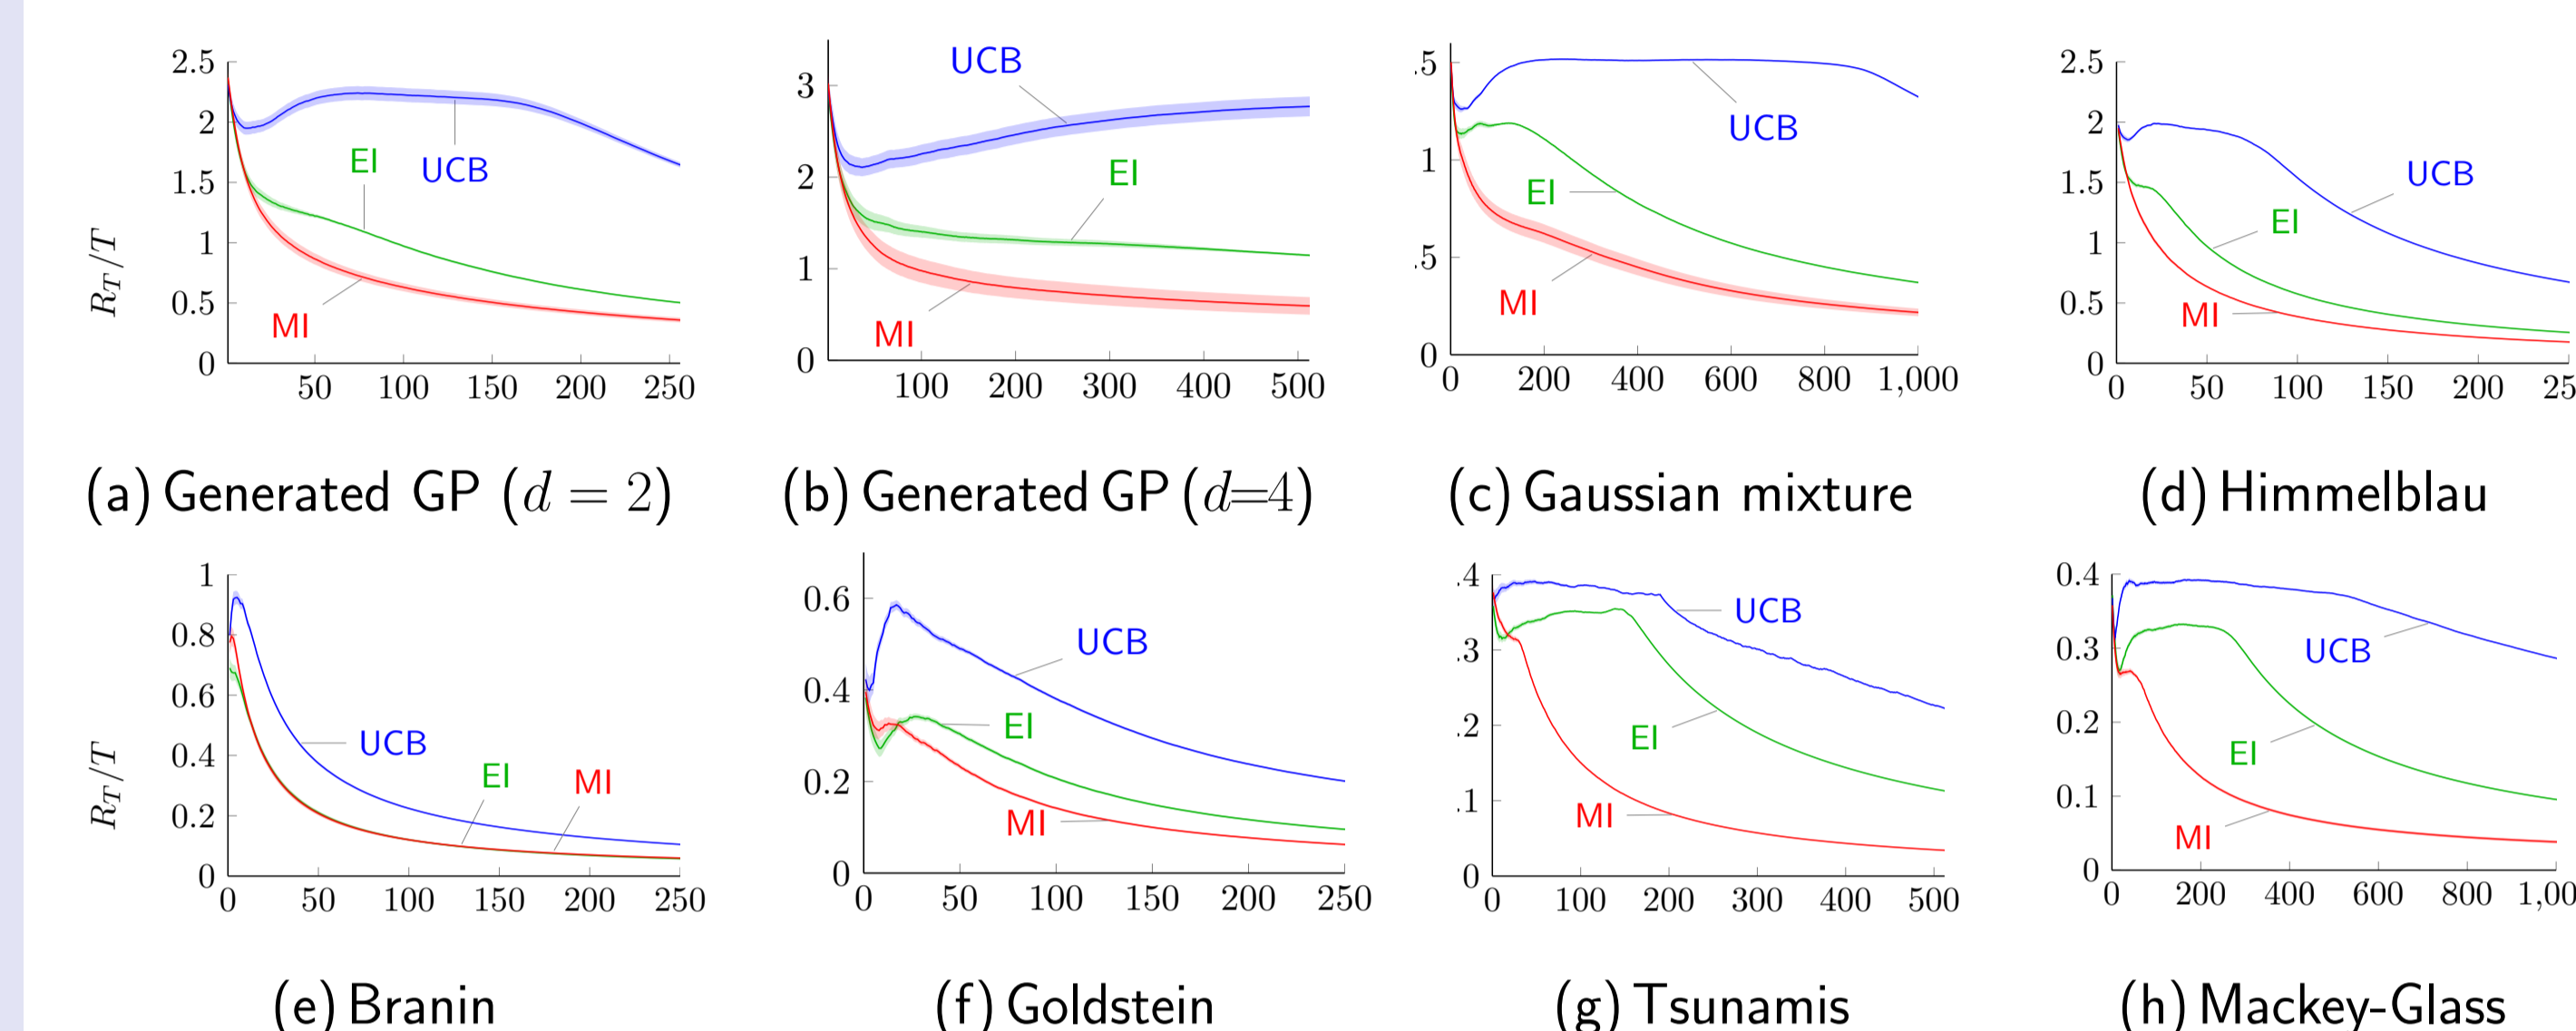 2.5
2
1.5
1
0.5
0
R_T/T
EI
UCB
MI
50 100 150 200 250
(a) Generated GP (d = 2)
3
2
1
0
UCB
EI
MI
100 200 300 400 500
(b) Generated GP (d=4)
.5
1
.5
0
UCB
EI
MI
0 200 400 600 800 1,000
(c) Gaussian mixture
2.5
2
1.5
1
0.5
0
UCB
EI
MI
0 50 100 150 200 25
(d) Himmelblau
1
0.8
0.6
0.4
0.2
0
R_T/T
UCB
EI
MI
0 50 100 150 200 250
(e) Branin
0.6
0.4
0.2
0
UCB
EI
MI
0 50 100 150 200 250
(f) Goldstein
.4
.3
.2
.1
0
UCB
EI
MI
0 100 200 300 400 500
(g) Tsunamis
0.4
0.3
0.2
0.1
0
UCB
EI
MI
0 200 400 600 800 1,00
(h) Mackey-Glass